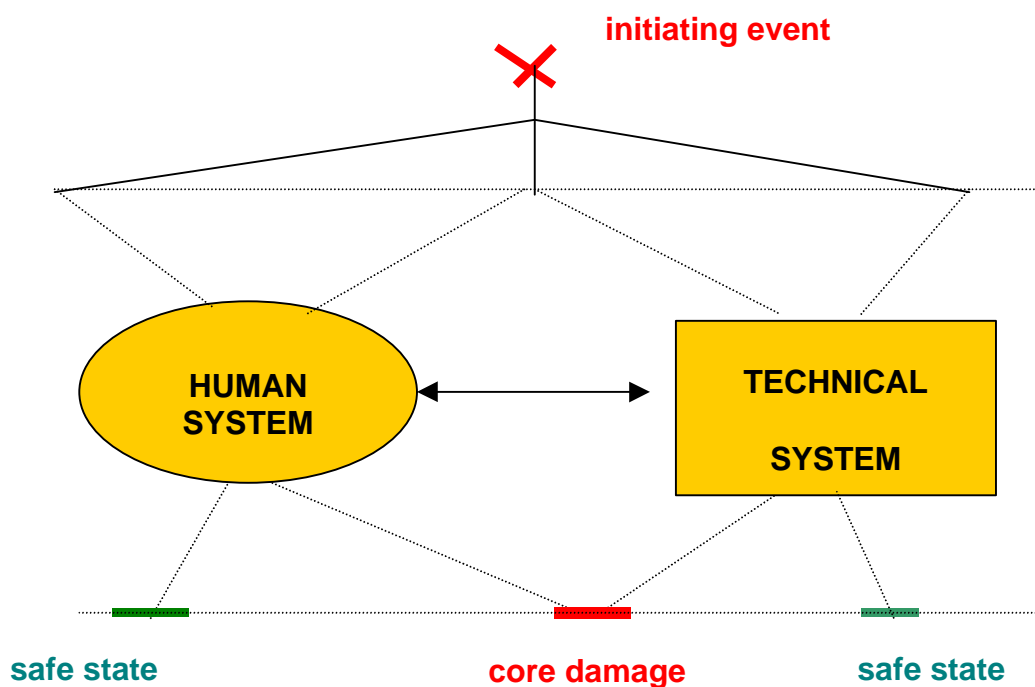 initiating event
HUMAN
SYSTEM
TECHNICAL
SYSTEM
safe state
core damage
safe state